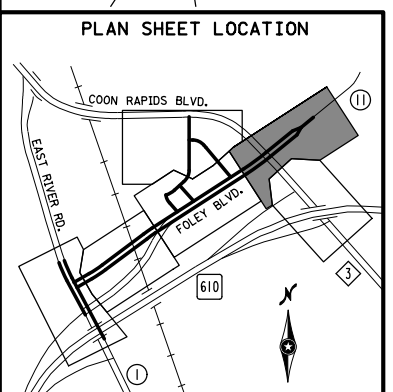 PLAN SHEET LOCATION
COON RAPIDS BLVD.
11
EAST RIVER RD.
FOLEY BLVD.
610
3
N
1